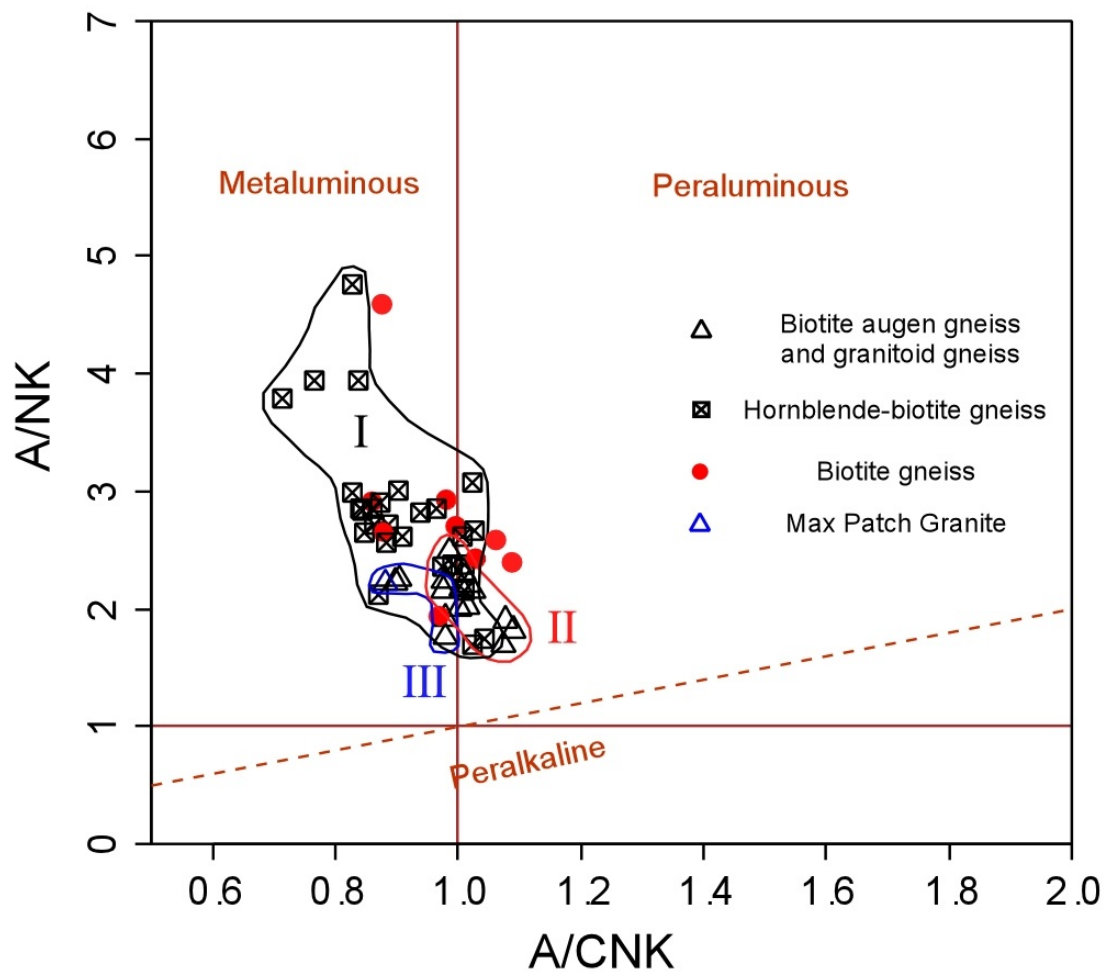 7
6
5
4
3
2
1
0
A/NK
Metaluminous
Peraluminous
Biotite augen gneiss
and granitoid gneiss
Hornblende-biotite gneiss
Biotite gneiss
Max Patch Granite
I
II
III
Peralkaline
0.6 0.8 1.0 1.2 1.4 1.6 1.8 2.0
A/CNK